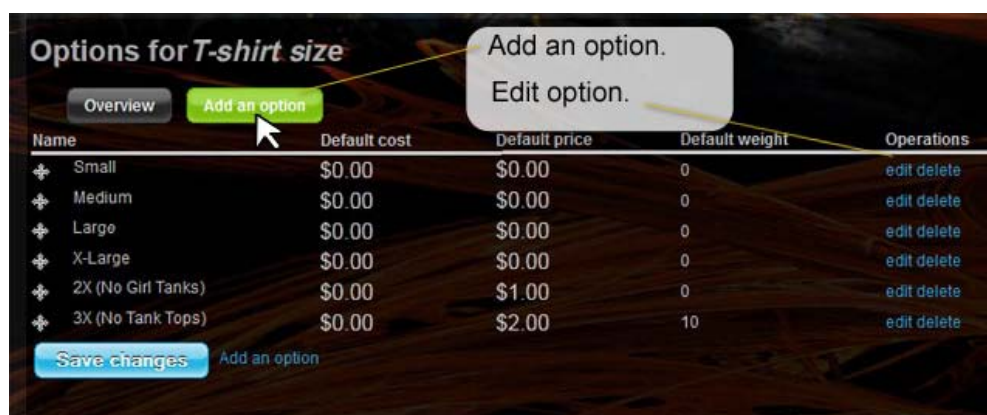 Options for T-shirt size
Add an option.
Edit option.
Overview Add an option
Name Default cost Default price Default weight Operations
Small $0.00 $0.00 0 edit delete
Medium $0.00 $0.00 0 edit delete
Large $0.00 $0.00 0 edit delete
X-Large $0.00 $0.00 0 edit delete
2X (No Girl Tanks) $0.00 $1.00 0 edit delete
3X (No Tank Tops) $0.00 $2.00 10 edit delete
Save changes Add an option